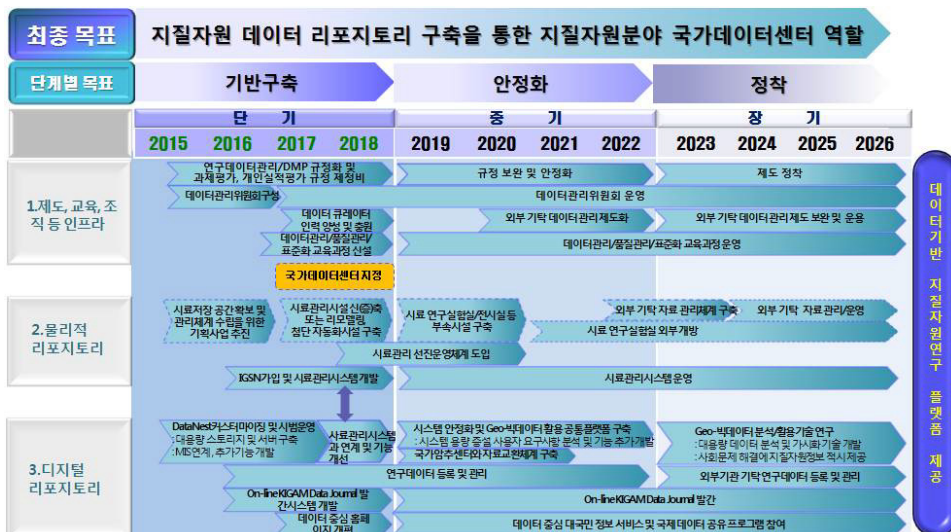 최종 목표
지질자원 데이터 리포지토리 구축을 통한 지질자원분야 국가데이터센터 역할
단계별 목표
기반구축
안정화
정착
단 기
중 기
장 기
2015 2016 2017 2018 2019 2020 2021 2022 2023 2024 2025 2026
1.제도, 교육, 조
직 등 인프라
연구데이터관리/DMP 규정화 및
과제평가, 개인실적평가 규정 제정비
규정 보완 및 안정화
제도 정착
데이터관리위원회구성
데이터관리위원회 운영
데이터 큐레이터
인력 양성 및 충원
외부 기탁 데이터 관리제도화
외부 기탁 데이터관리 제도 보완 및 운용
데이터관리/품질관리/
표준화 교육과정 신설
데이터관리/품질관리/표준화 교육과정 운영
국가데이터센터지정
2.물리적
리포지토리
시료저장 공간확보 및
관리체계 수립을 위한
기획사업 추진
시료관리시설 신(증)축
또는 리모델링,
첨단 자동화시설 구축
시료 연구실험실/전시실등
부속시설 구축
외부 기탁 자료 관리체계 구축
외부 기탁 자료관리/운영
시료 연구실험실 외부 개방
시료관리 선진운영체계 도입
IGSN가입 및 시료관리시스템개발
시료관리시스템 운영
3.디지털
리포지토리
DataNest커스터마이징 및 시범운영
: 대용량 스토리지 및 서버 구축
: MIS연계, 추가기능개발
시료관리시스템
과 연계 및 기능
개선
시스템 안정화 및 Geo-빅데이터 활용 공통플랫폼 구축
: 시스템 용량 증설 사용자 요구사항 분석 및 기능 추가개발
국가암추센터와 자료교환체계 구축
Geo-빅데이터 분석/활용기술 연구
: 대용량 데이터 분석 및 가시화 기술 개발
: 사회문제 해결에 지질자원정보 적시 제공
연구데이터 등록 및 관리
외부기관 기탁 연구데이터 등록 및 관리
On-line KIGAM Data Journal 발
간시스템 개발
On-line KIGAM Data Journal 발간
데이터 중심 홈페
이지 개편
데이터 중심 대국민 정보 서비스 및 국제 데이터 공유 프로그램 참여
데이터기반 지질자원연구 플랫폼 제공